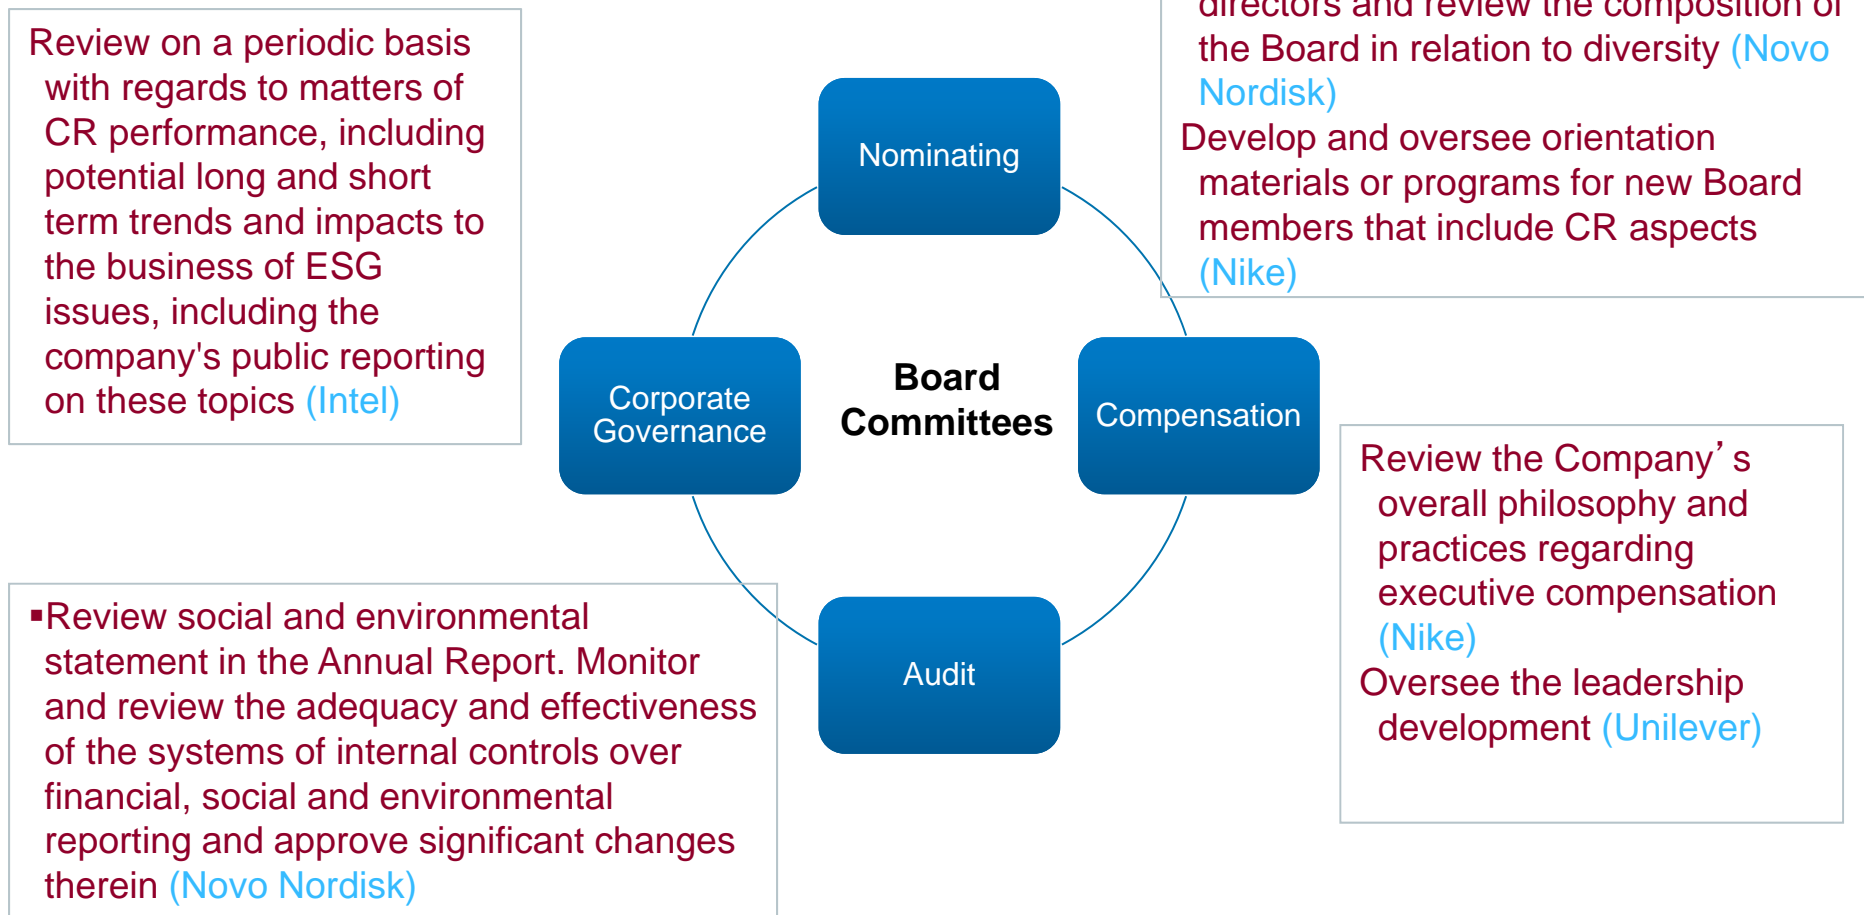 Review on a periodic basis
with regards to matters of
CR performance, including
potential long and short
term trends and impacts to
the business of ESG
issues, including the
company's public reporting
on these topics (Intel)
directors and review the composition of
the Board in relation to diversity (Novo
Nordisk)
Develop and oversee orientation
materials or programs for new Board
members that include CR aspects
(Nike)
Nominating
Corporate
Governance
Board
Committees
Compensation
Audit
Review the Company’s
overall philosophy and
practices regarding
executive compensation
(Nike)
Oversee the leadership
development (Unilever)
▪Review social and environmental
statement in the Annual Report. Monitor
and review the adequacy and effectiveness
of the systems of internal controls over
financial, social and environmental
reporting and approve significant changes
therein (Novo Nordisk)